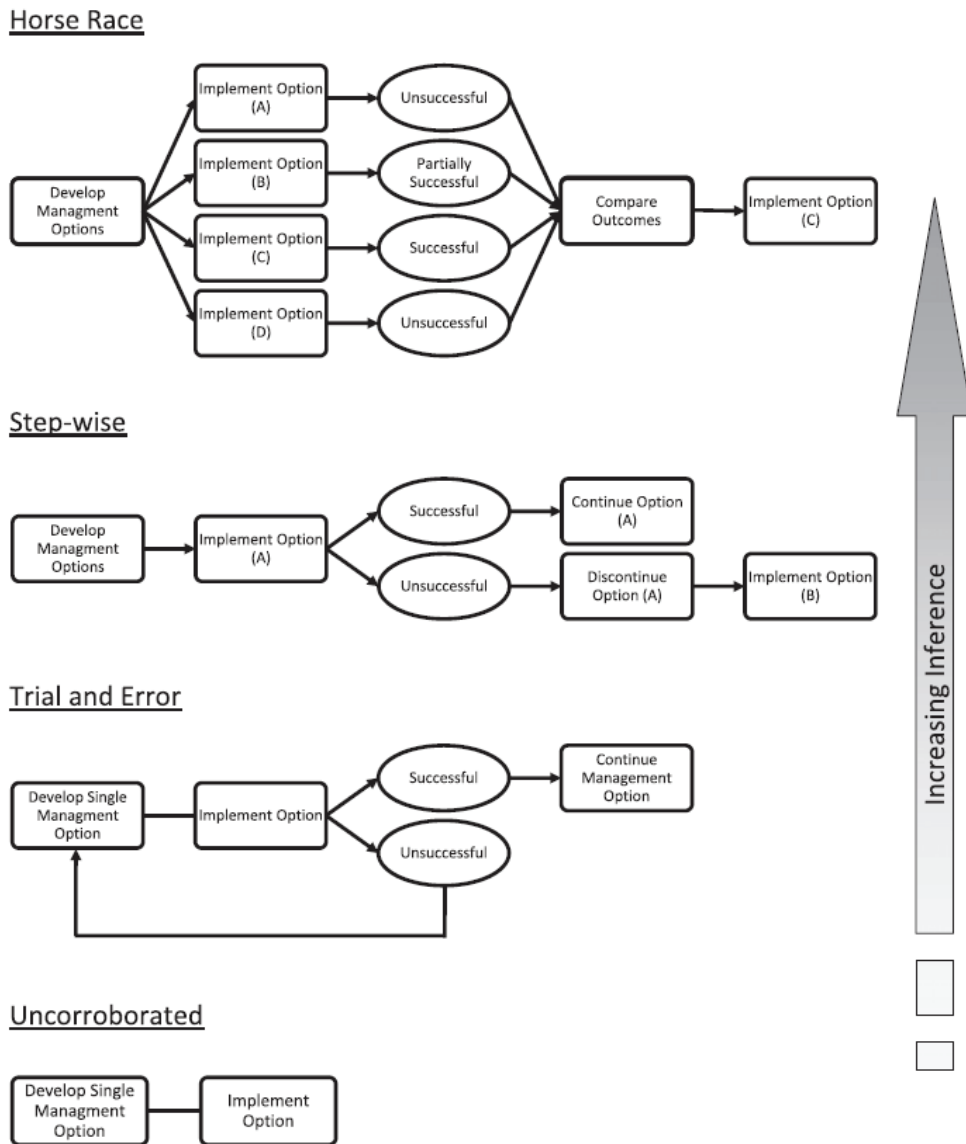 Horse Race
Implement Option
(A)
Unsuccessful
Implement Option
(B)
Partially
Successful
Develop
Managment
Options
Compare
Outcomes
Implement Option
(C)
Implement Option
(C)
Successful
Implement Option
(D)
Unsuccessful
Step-wise
Develop
Managment
Options
Implement Option
(A)
Successful
Continue Option
(A)
Unsuccessful
Discontinue
Option (A)
Implement Option
(B)
Trial and Error
Develop Single
Managment
Option
Implement Option
Successful
Continue
Management
Option
Unsuccessful
Uncorroborated
Develop Single
Managment
Option
Implement
Option
Increasing Inference